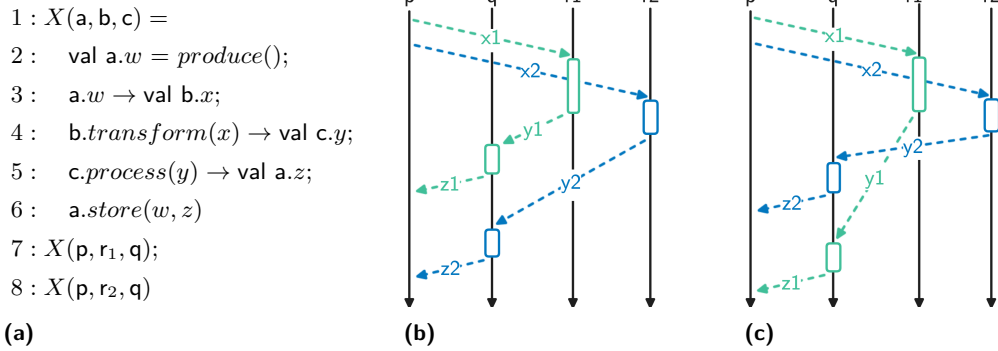 1 : X(a, b, c) =
2 : val a.w = produce();
3 : a.w → val b.x;
4 : b.transform(x) → val c.y;
5 : c.process(y) → val a.z;
6 : a.store(w, z)
7 : X(p, r₁, q);
8 : X(p, r₂, q)
(a)
x1
x2
y1
y2
z1
z2
(b)
x1
x2
y2
y1
z2
z1
(c)